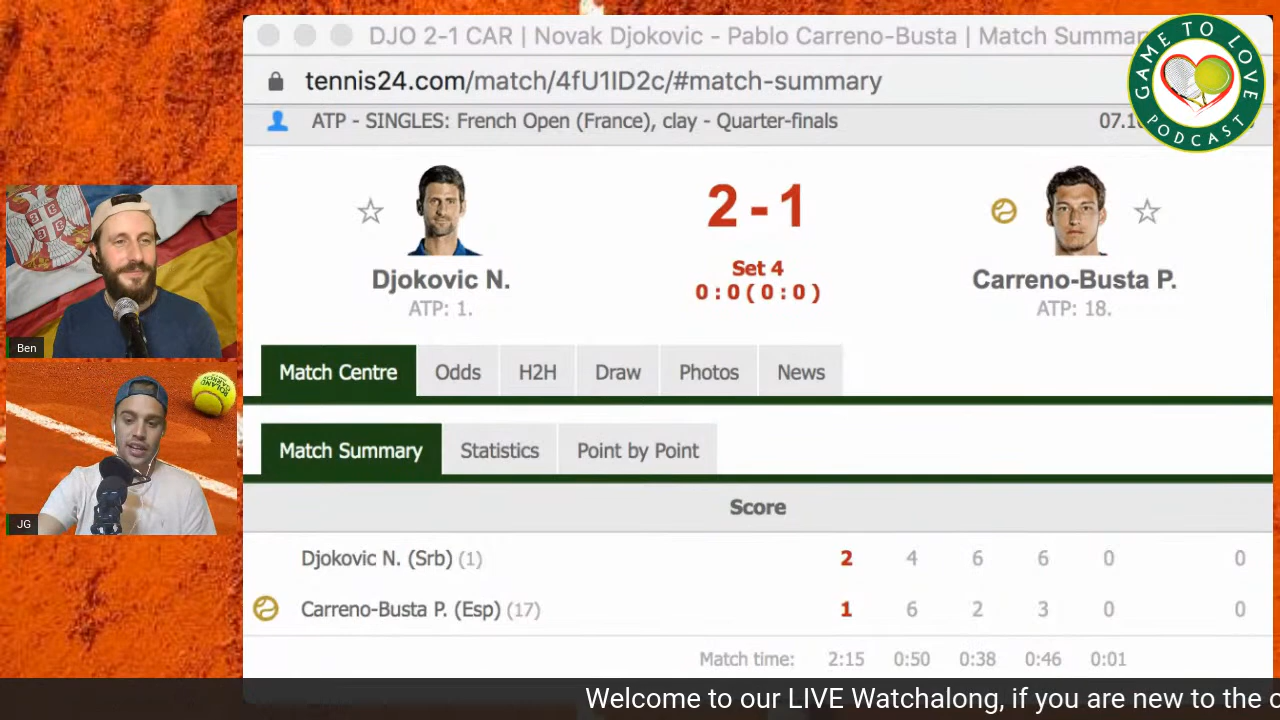 DJO 2-1 CAR | Novak Djokovic - Pablo Carreno-Busta | Match Summar
tennis24.com/match/4fU1ID2c/#match-summary
ATP - SINGLES: French Open (France), clay - Quarter-finals
07.1
GAME TO LOVE
PODCAST
2 - 1
Set 4
0 : 0 ( 0 : 0 )
Djokovic N.
ATP: 1.
Carreno-Busta P.
ATP: 18.
Ben
JG
ROLAND GARROS
Match Centre Odds H2H Draw Photos News
Match Summary Statistics Point by Point
Score
Djokovic N. (Srb) (1) 2 4 6 6 0 0
Carreno-Busta P. (Esp) (17) 1 6 2 3 0 0
Match time: 2:15 0:50 0:38 0:46 0:01
Welcome to our LIVE Watchalong, if you are new to the c